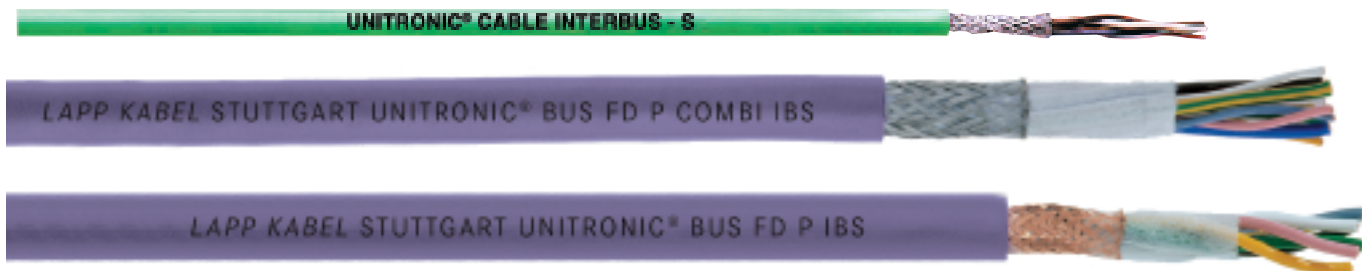 UNITRONIC® CABLE INTERBUS - S
LAPP KABEL STUTTGART UNITRONIC® BUS FD P COMBI IBS
LAPP KABEL STUTTGART UNITRONIC® BUS FD P IBS